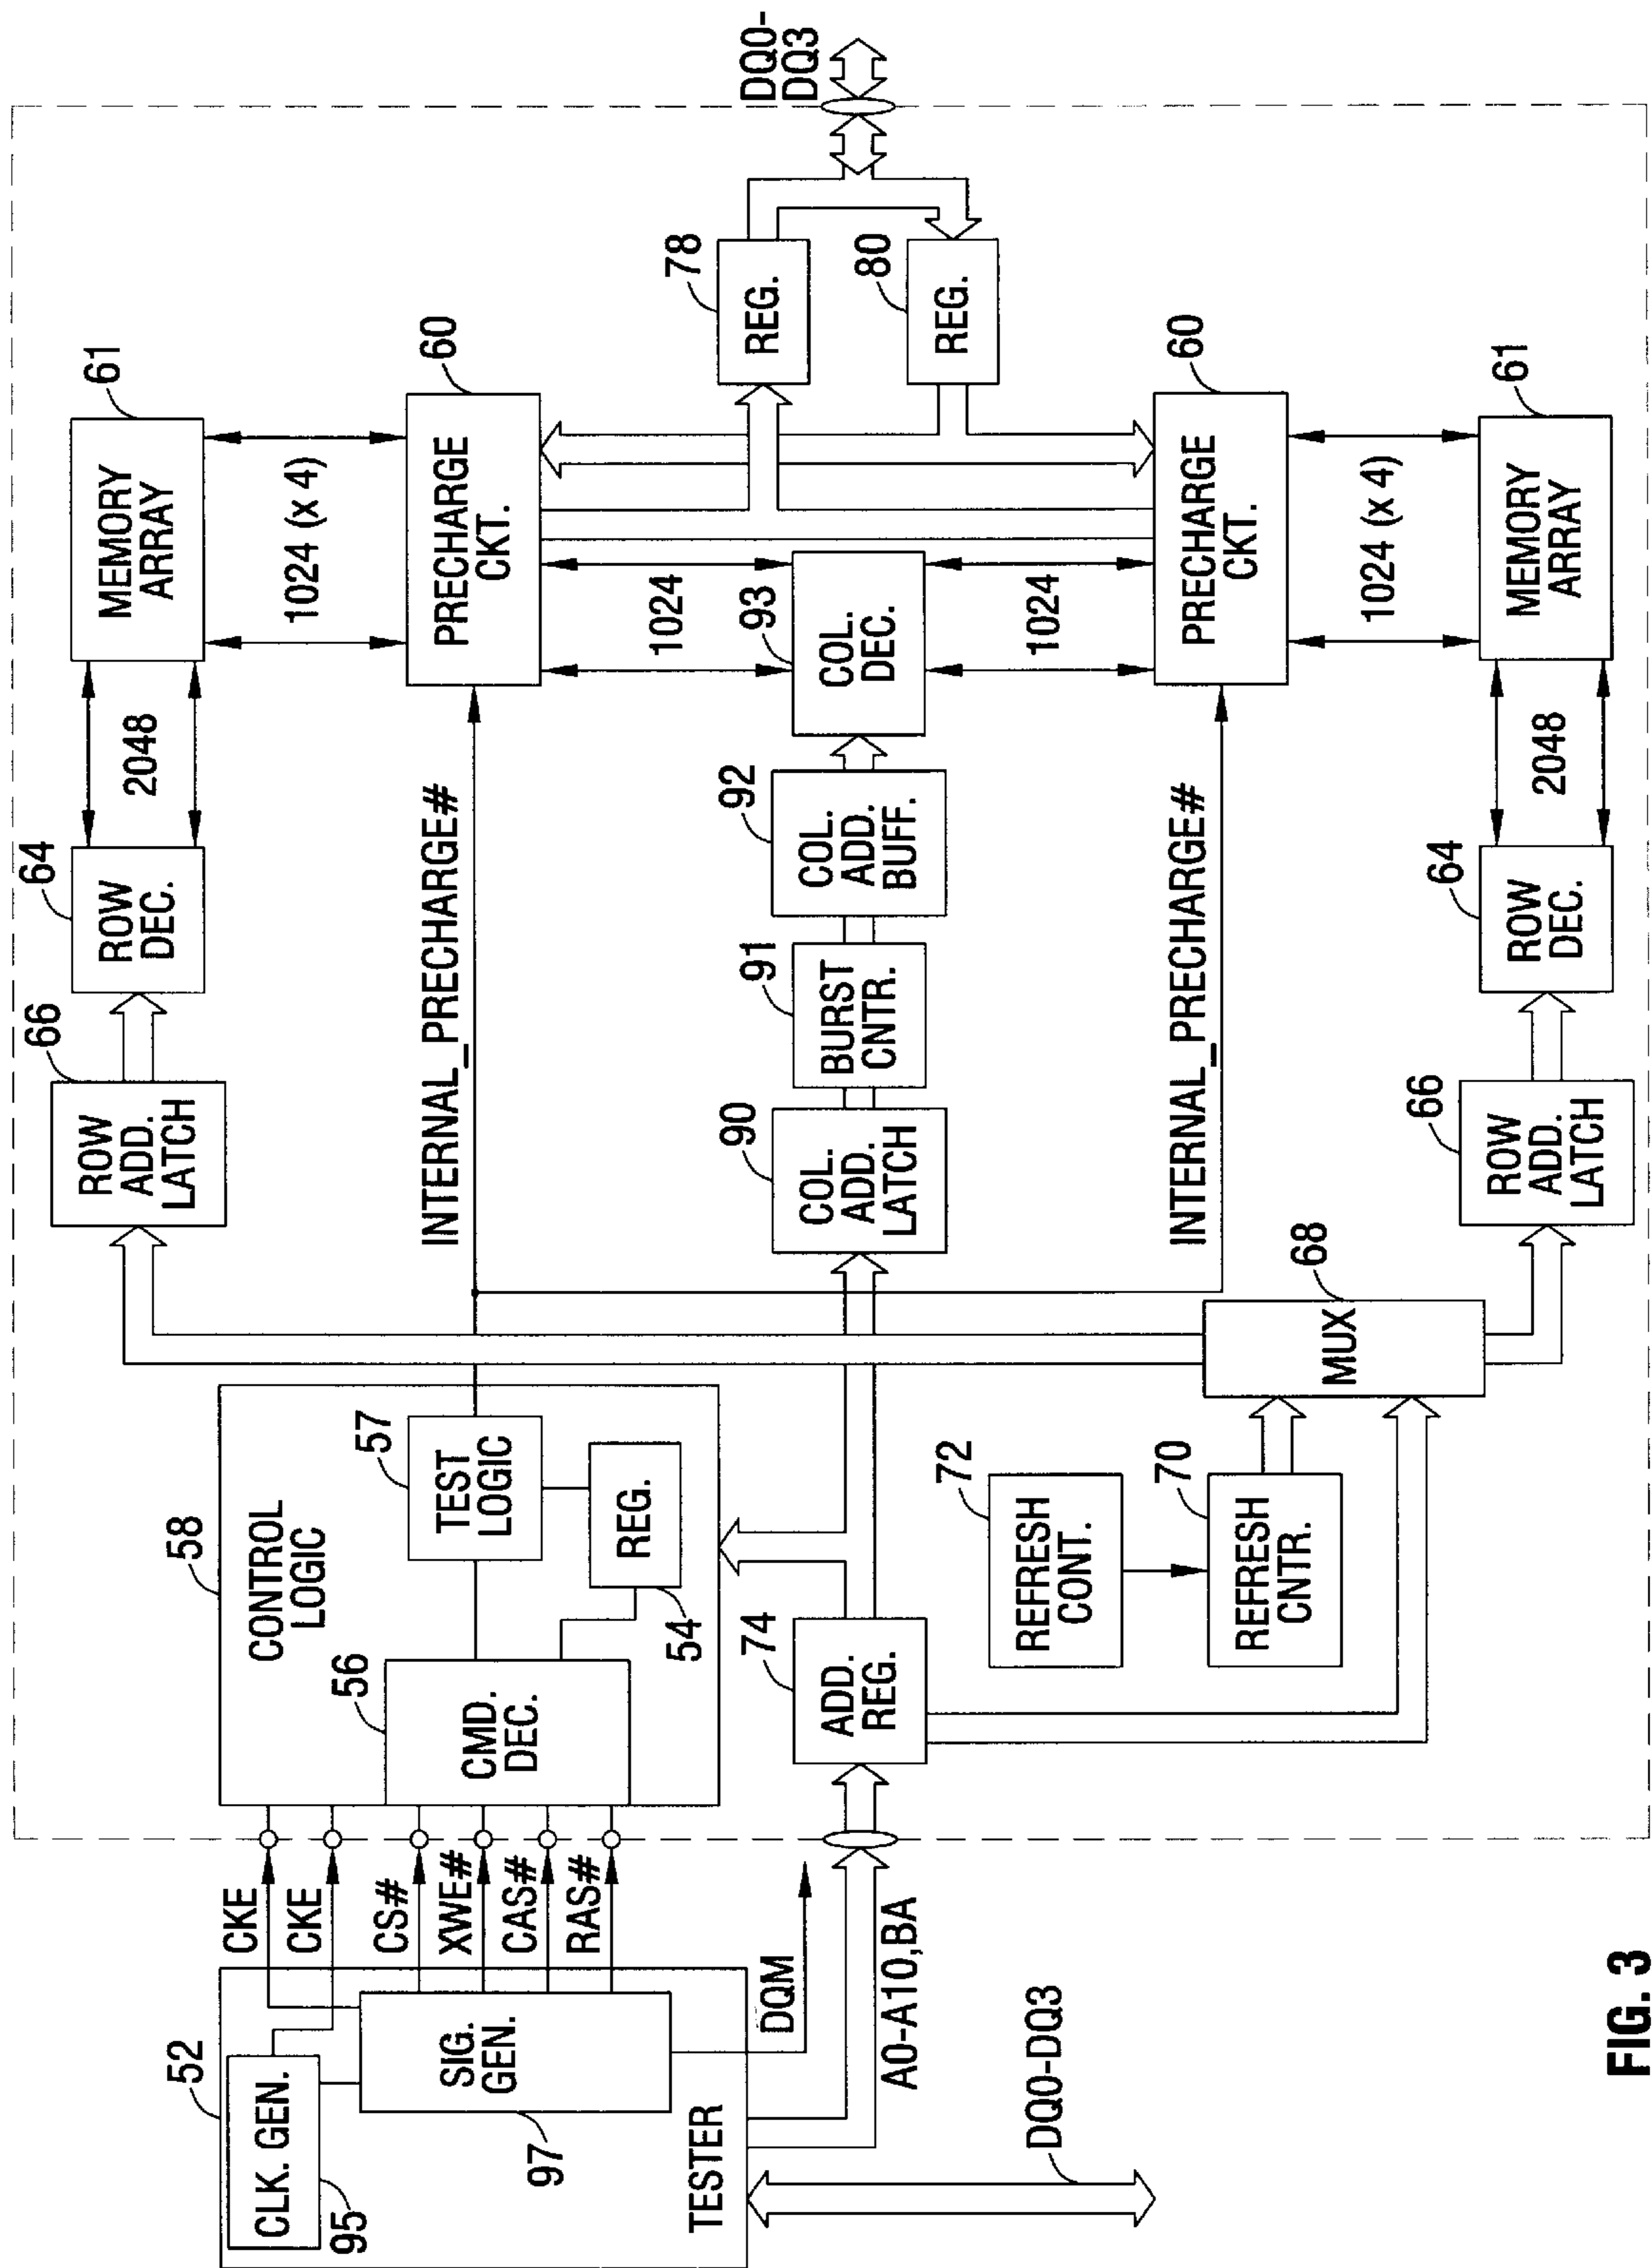 52
CLK. GEN.
95
SIG.
GEN.
97
TESTER
CKE
CKE
CS#
XWE#
CAS#
RAS#
DQM
A0-A10,BA
DQ0-DQ3
58
CONTROL
LOGIC
56
CMD.
DEC.
57
TEST
LOGIC
REG.
54
74
ADD.
REG.
72
REFRESH
CONT.
70
REFRESH
CNTR.
68
MUX
66
ROW
ADD.
LATCH
64
ROW
DEC.
2048
61
MEMORY
ARRAY
1024 (x 4)
INTERNAL_PRECHARGE#
60
PRECHARGE
CKT.
1024
90
COL.
ADD.
LATCH
91
BURST
CNTR.
92
COL.
ADD.
BUFF.
93
COL.
DEC.
1024
INTERNAL_PRECHARGE#
60
PRECHARGE
CKT.
1024 (x 4)
66
ROW
ADD.
LATCH
64
ROW
DEC.
2048
61
MEMORY
ARRAY
78
REG.
80
REG.
DQ0-
DQ3
FIG. 3